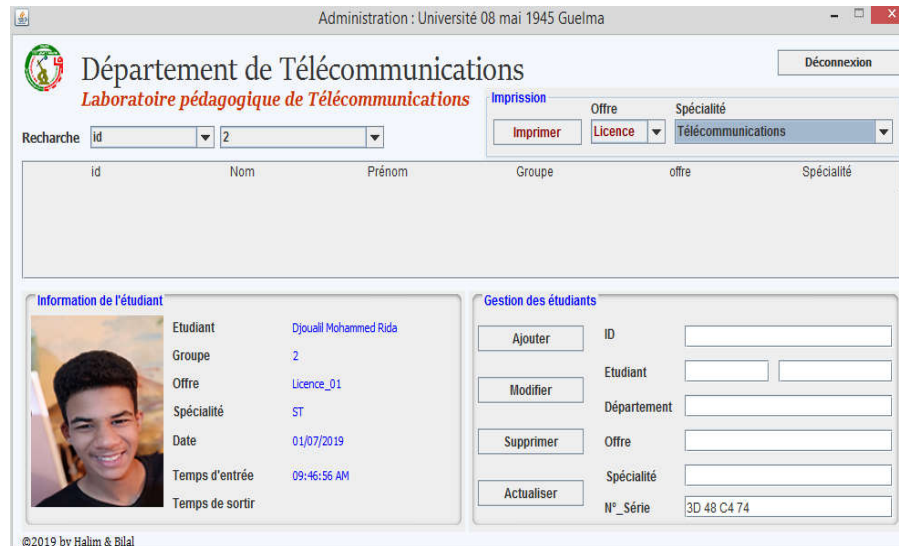 Administration : Université 08 mai 1945 Guelma
Département de Télécommunications
Déconnexion
Laboratoire pédagogique de Télécommunications
Imprission
Offre Spécialité
Recharche id 2
Imprimer Licence Télécommunications
id Nom Prénom Groupe offre Spécialité
Information de l'étudiant
Etudiant Djoualil Mohammed Rida
Groupe 2
Offre Licence_01
Spécialité ST
Date 01/07/2019
Temps d'entrée 09:46:56 AM
Temps de sortir
Gestion des étudiants
Ajouter
Modifier
Supprimer
Actualiser
ID
Etudiant
Département
Offre
Spécialité
N°_Série 3D 48 C4 74
©2019 by Halim & Bilal